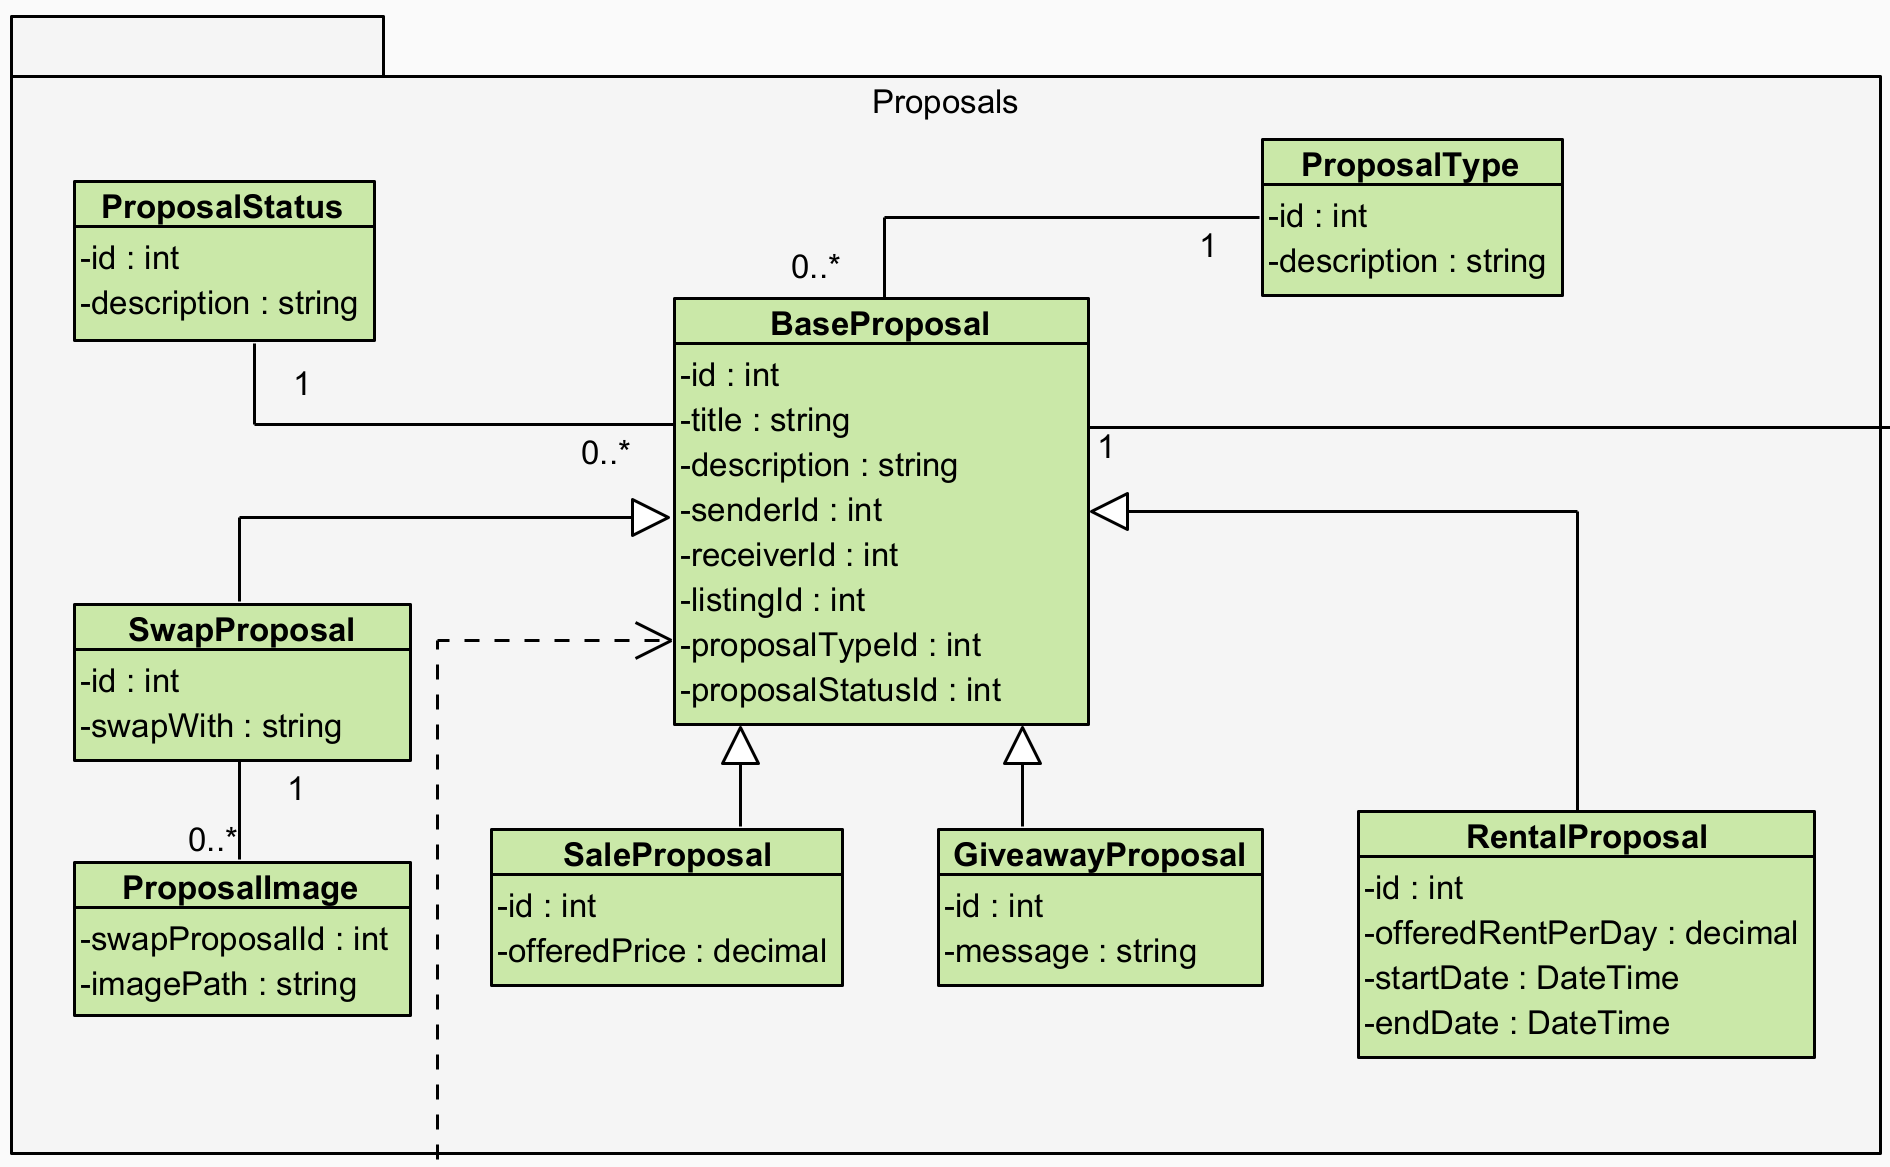 Proposals
ProposalStatus
-id : int
-description : string
1
0..*
ProposalType
-id : int
-description : string
1
0..*
BaseProposal
-id : int
-title : string
-description : string
-senderId : int
-receiverId : int
-listingId : int
-proposalTypeId : int
-proposalStatusId : int
1
SwapProposal
-id : int
-swapWith : string
1
0..*
ProposalImage
-swapProposalId : int
-imagePath : string
SaleProposal
-id : int
-offeredPrice : decimal
GiveawayProposal
-id : int
-message : string
RentalProposal
-id : int
-offeredRentPerDay : decimal
-startDate : DateTime
-endDate : DateTime